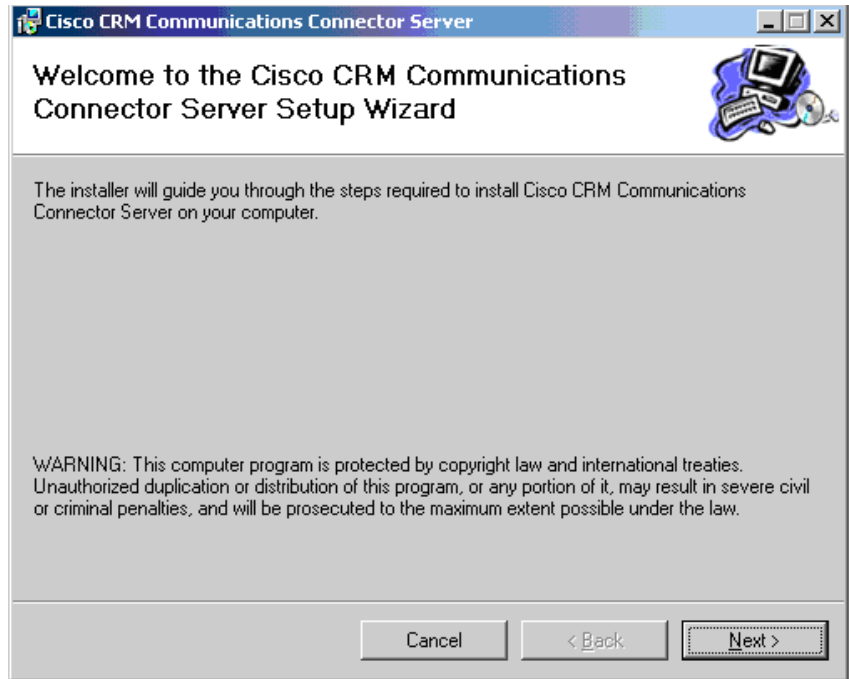 Cisco CRM Communications Connector Server
Welcome to the Cisco CRM Communications
Connector Server Setup Wizard
The installer will guide you through the steps required to install Cisco CRM Communications
Connector Server on your computer.
WARNING: This computer program is protected by copyright law and international treaties.
Unauthorized duplication or distribution of this program, or any portion of it, may result in severe civil
or criminal penalties, and will be prosecuted to the maximum extent possible under the law.
Cancel
< Back
Next >